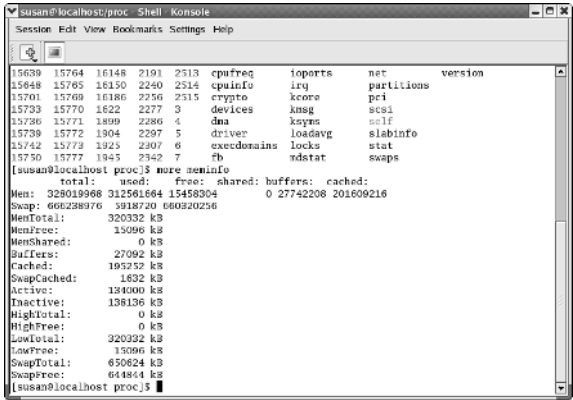 susan@localhost:/proc - Shell - Konsole
Session Edit View Bookmarks Settings Help
15639 15764 16148 2191 2513 cpufreq ioports net version
15648 15765 16150 2240 2514 cpuinfo irq partitions
15701 15769 16186 2256 2515 crypto kcore pci
15733 15770 1622 2277 3 devices kmsg scsi
15736 15771 1899 2286 4 dma ksyms self
15739 15772 1904 2297 5 driver loadavg slabinfo
15742 15773 1925 2307 6 execdomains locks stat
15750 15777 1945 2342 7 fb mdstat swaps
[susan@localhost proc]$ more meminfo
total: used: free: shared: buffers: cached:
Mem: 328019968 312561664 15458304 0 27742208 201609216
Swap: 666238976 5918720 660320256
MemTotal: 320332 kB
MemFree: 15096 kB
MemShared: 0 kB
Buffers: 27092 kB
Cached: 195252 kB
SwapCached: 1632 kB
Active: 134000 kB
Inactive: 138136 kB
HighTotal: 0 kB
HighFree: 0 kB
LowTotal: 320332 kB
LowFree: 15096 kB
SwapTotal: 650624 kB
SwapFree: 644844 kB
[susan@localhost proc]$